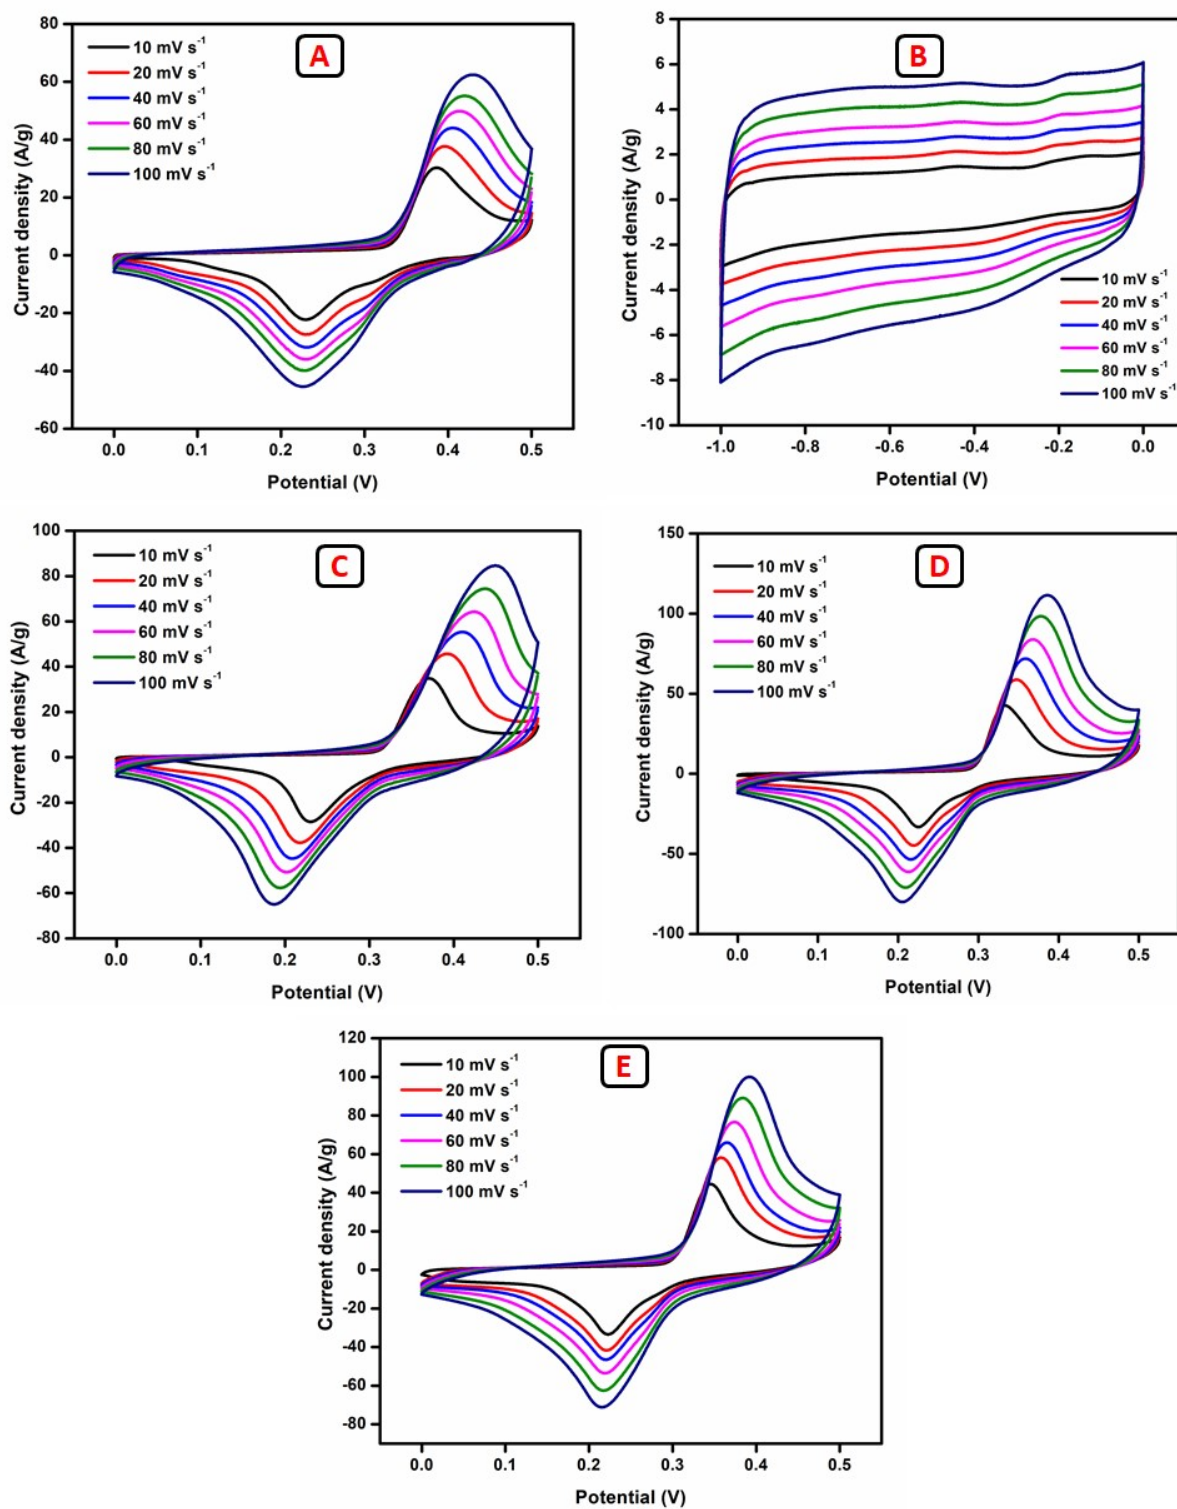 A
10 mV s⁻¹
20 mV s⁻¹
40 mV s⁻¹
60 mV s⁻¹
80 mV s⁻¹
100 mV s⁻¹
Current density (A/g)
80
60
40
20
0
-20
-40
-60
0.0 0.1 0.2 0.3 0.4 0.5
Potential (V)
B
Current density (A/g)
8
6
4
2
0
-2
-4
-6
-8
-10
10 mV s⁻¹
20 mV s⁻¹
40 mV s⁻¹
60 mV s⁻¹
80 mV s⁻¹
100 mV s⁻¹
-1.0 -0.8 -0.6 -0.4 -0.2 0.0
Potential (V)
C
10 mV s⁻¹
20 mV s⁻¹
40 mV s⁻¹
60 mV s⁻¹
80 mV s⁻¹
100 mV s⁻¹
Current density (A/g)
100
80
60
40
20
0
-20
-40
-60
-80
0.0 0.1 0.2 0.3 0.4 0.5
Potential (V)
D
10 mV s⁻¹
20 mV s⁻¹
40 mV s⁻¹
60 mV s⁻¹
80 mV s⁻¹
100 mV s⁻¹
Current density (A/g)
150
100
50
0
-50
-100
0.0 0.1 0.2 0.3 0.4 0.5
Potential (V)
E
10 mV s⁻¹
20 mV s⁻¹
40 mV s⁻¹
60 mV s⁻¹
80 mV s⁻¹
100 mV s⁻¹
Current density (A/g)
120
100
80
60
40
20
0
-20
-40
-60
-80
0.0 0.1 0.2 0.3 0.4 0.5
Potential (V)